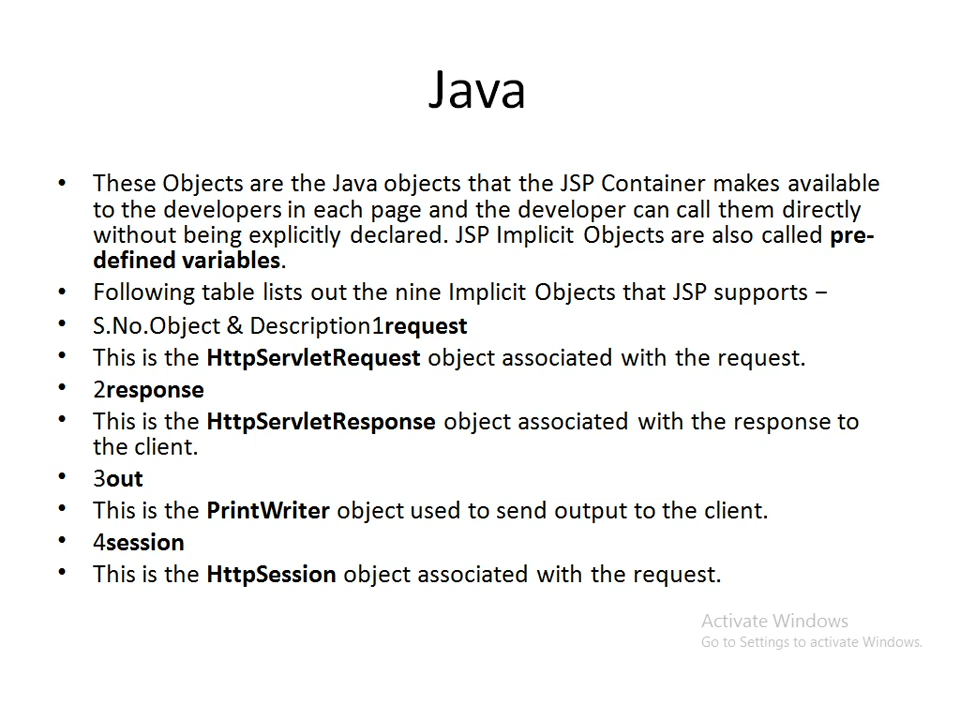 Java
• These Objects are the Java objects that the JSP Container makes available
to the developers in each page and the developer can call them directly
without being explicitly declared. JSP Implicit Objects are also called pre-
defined variables.
• Following table lists out the nine Implicit Objects that JSP supports −
• S.No.Object & Description1request
• This is the HttpServletRequest object associated with the request.
• 2response
• This is the HttpServletResponse object associated with the response to
the client.
• 3out
• This is the PrintWriter object used to send output to the client.
• 4session
• This is the HttpSession object associated with the request.
Activate Windows
Go to Settings to activate Windows.